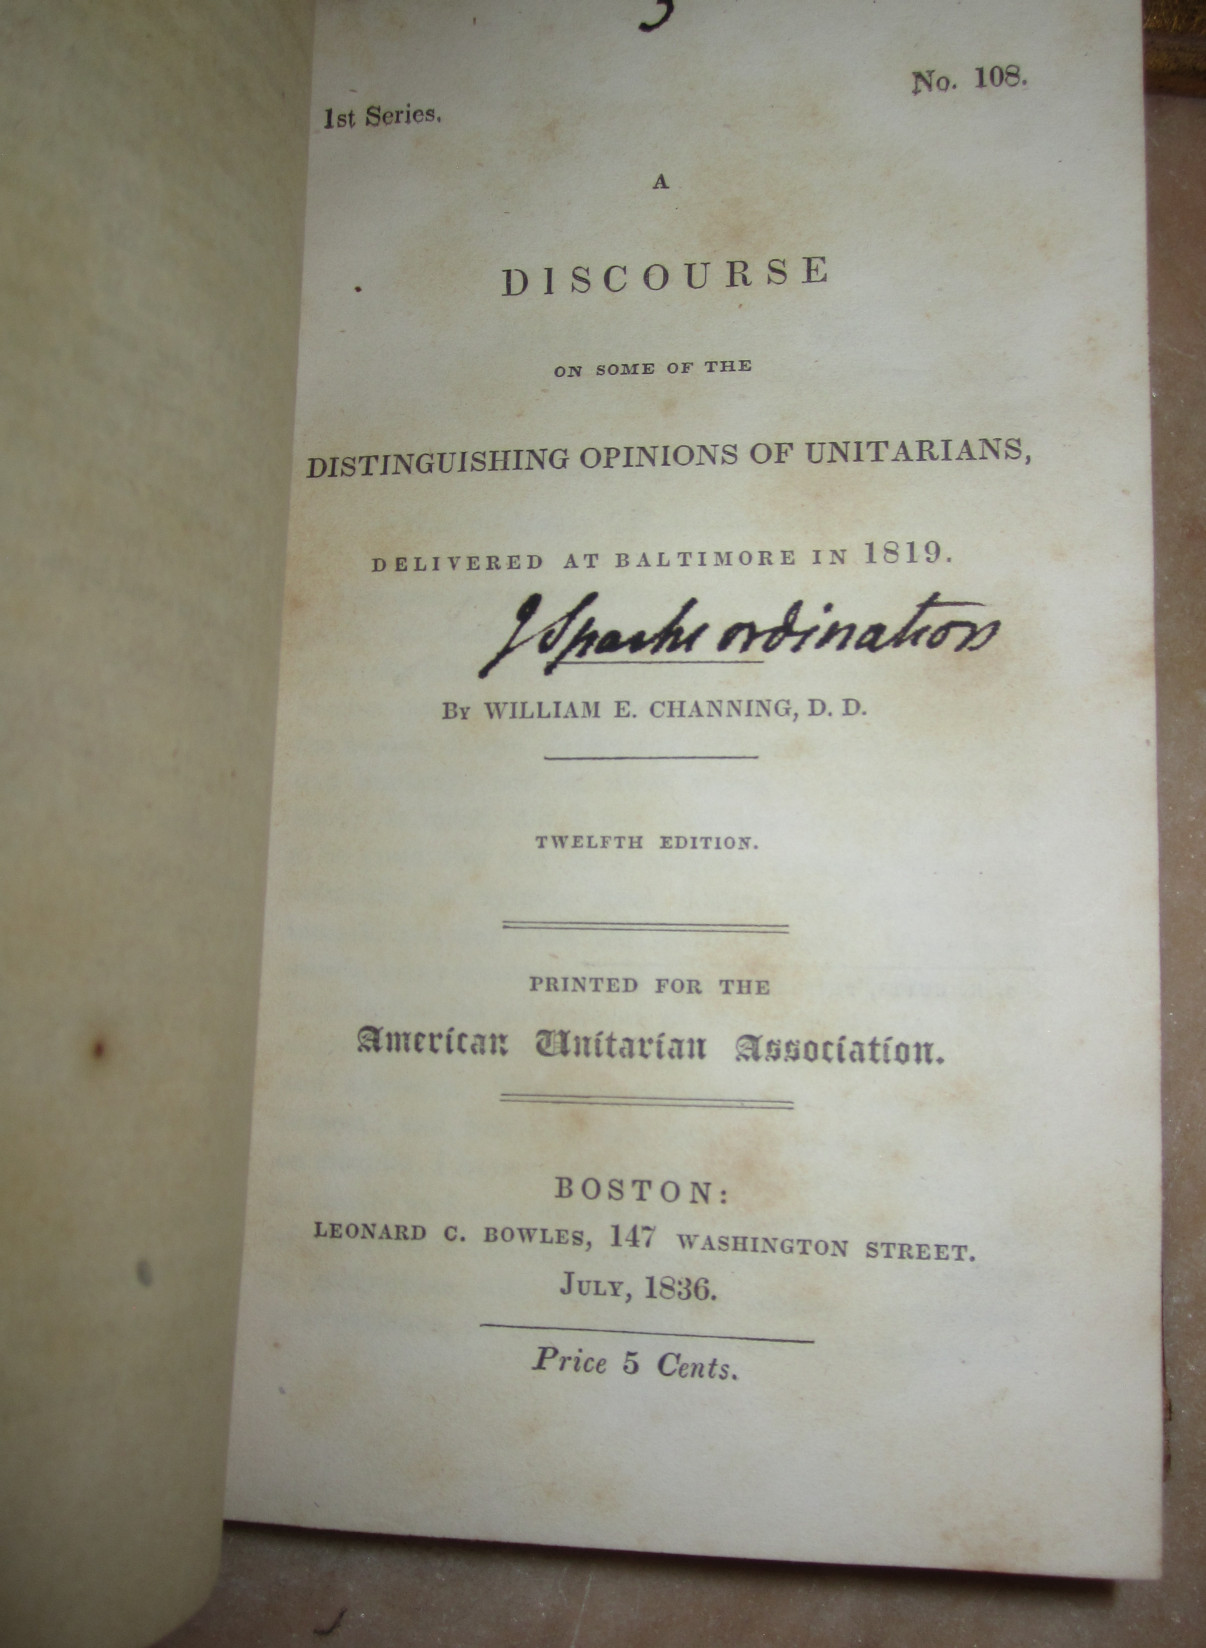 3
No. 108.
1st Series.
A
DISCOURSE
ON SOME OF THE
DISTINGUISHING OPINIONS OF UNITARIANS,
DELIVERED AT BALTIMORE IN 1819.
J ordination
By WILLIAM E. CHANNING, D. D.
TWELFTH EDITION.
PRINTED FOR THE
American Unitarian Association.
BOSTON:
LEONARD C. BOWLES, 147 WASHINGTON STREET.
JULY, 1836.
Price 5 Cents.